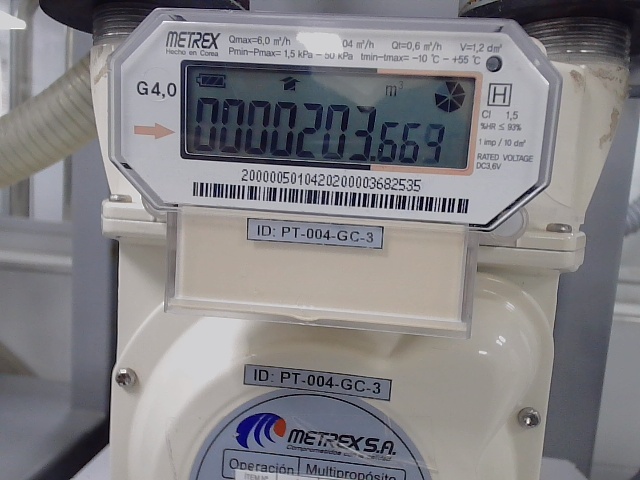 METREX
Hecho en Corea
Qmax=6,0 m³/h 04 m³/h Qt=0,6 m³/h V=1,2 dm³
Pmin-Pmax= 1,5 kPa - 50 kPa tmin-tmax= -10 °C - +55 °C
G4,0
m³
H
0000203.669
CI 1,5
%HR ≤ 93%
1 imp / 10 dm³
RATED VOLTAGE
DC3,6V
2000005010420200003682535
ID: PT-004-GC-3
ID: PT-004-GC-3
METREX S.A.
Operación Multipropósito